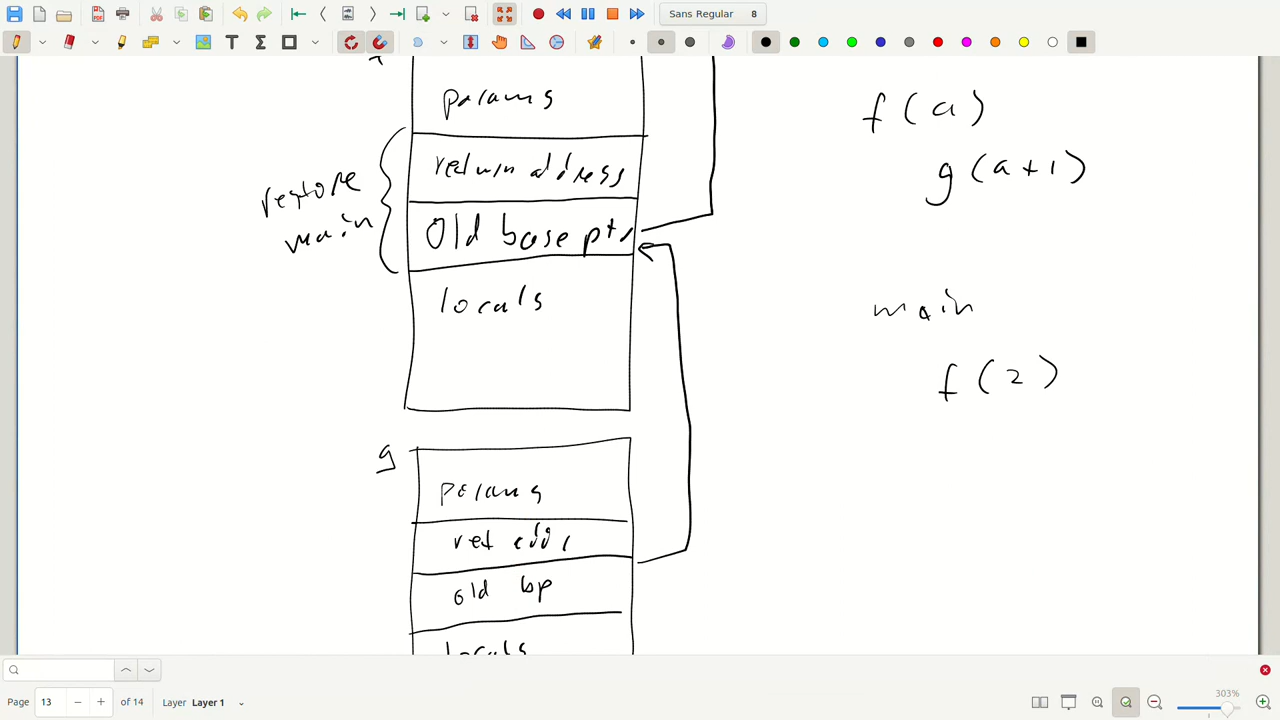 Sans Regular 8
params
return address
restore
main
Old base ptr
locals
f(a)
g(a+1)
main
f(2)
g
params
ret addr
old bp
locals
Page 13 of 14 Layer Layer 1
303%